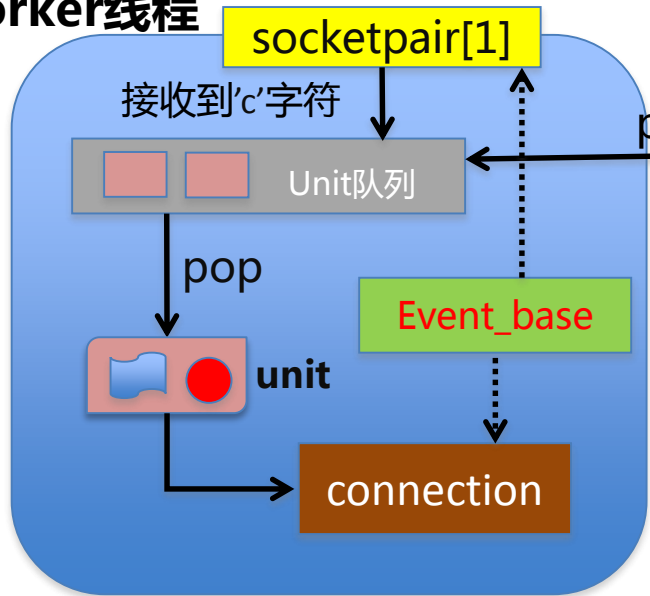 orker线程
socketpair[1]
接收到'c'字符
p
Unit队列
pop
Event_base
unit
connection